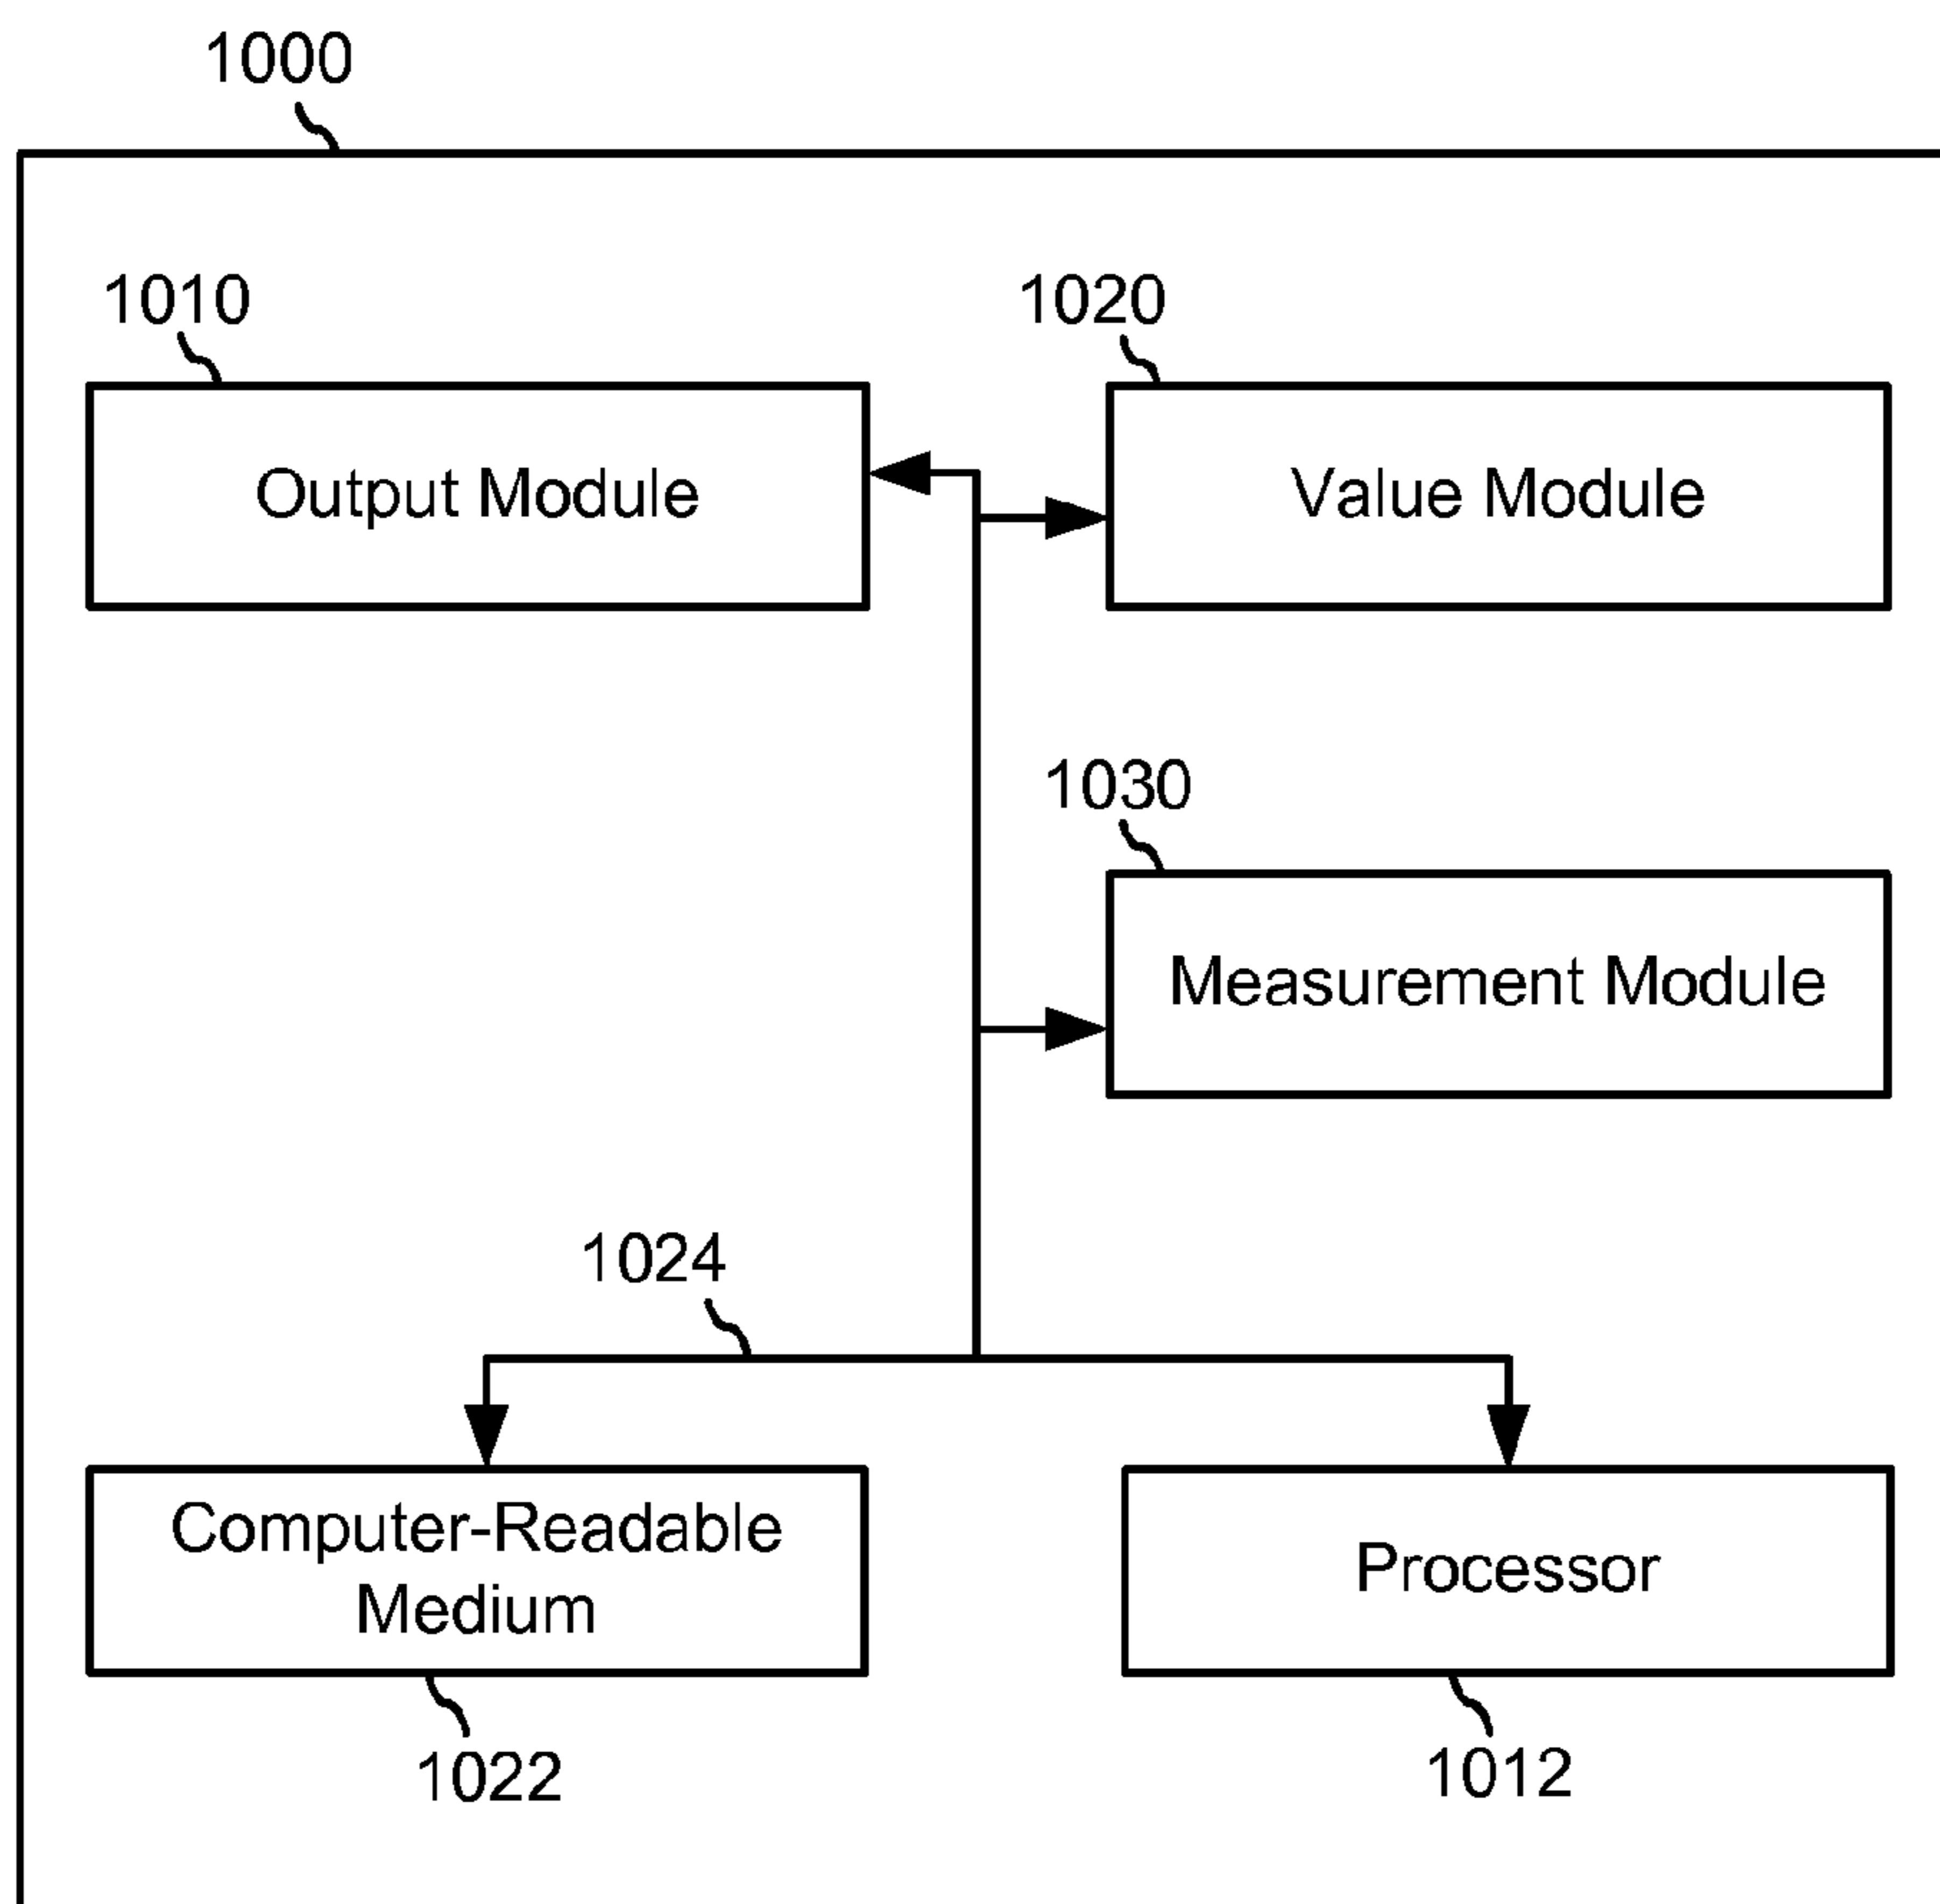 1000
1010
1020
Output Module
Value Module
1030
Measurement Module
1024
Computer-Readable
Medium
Processor
1022
1012